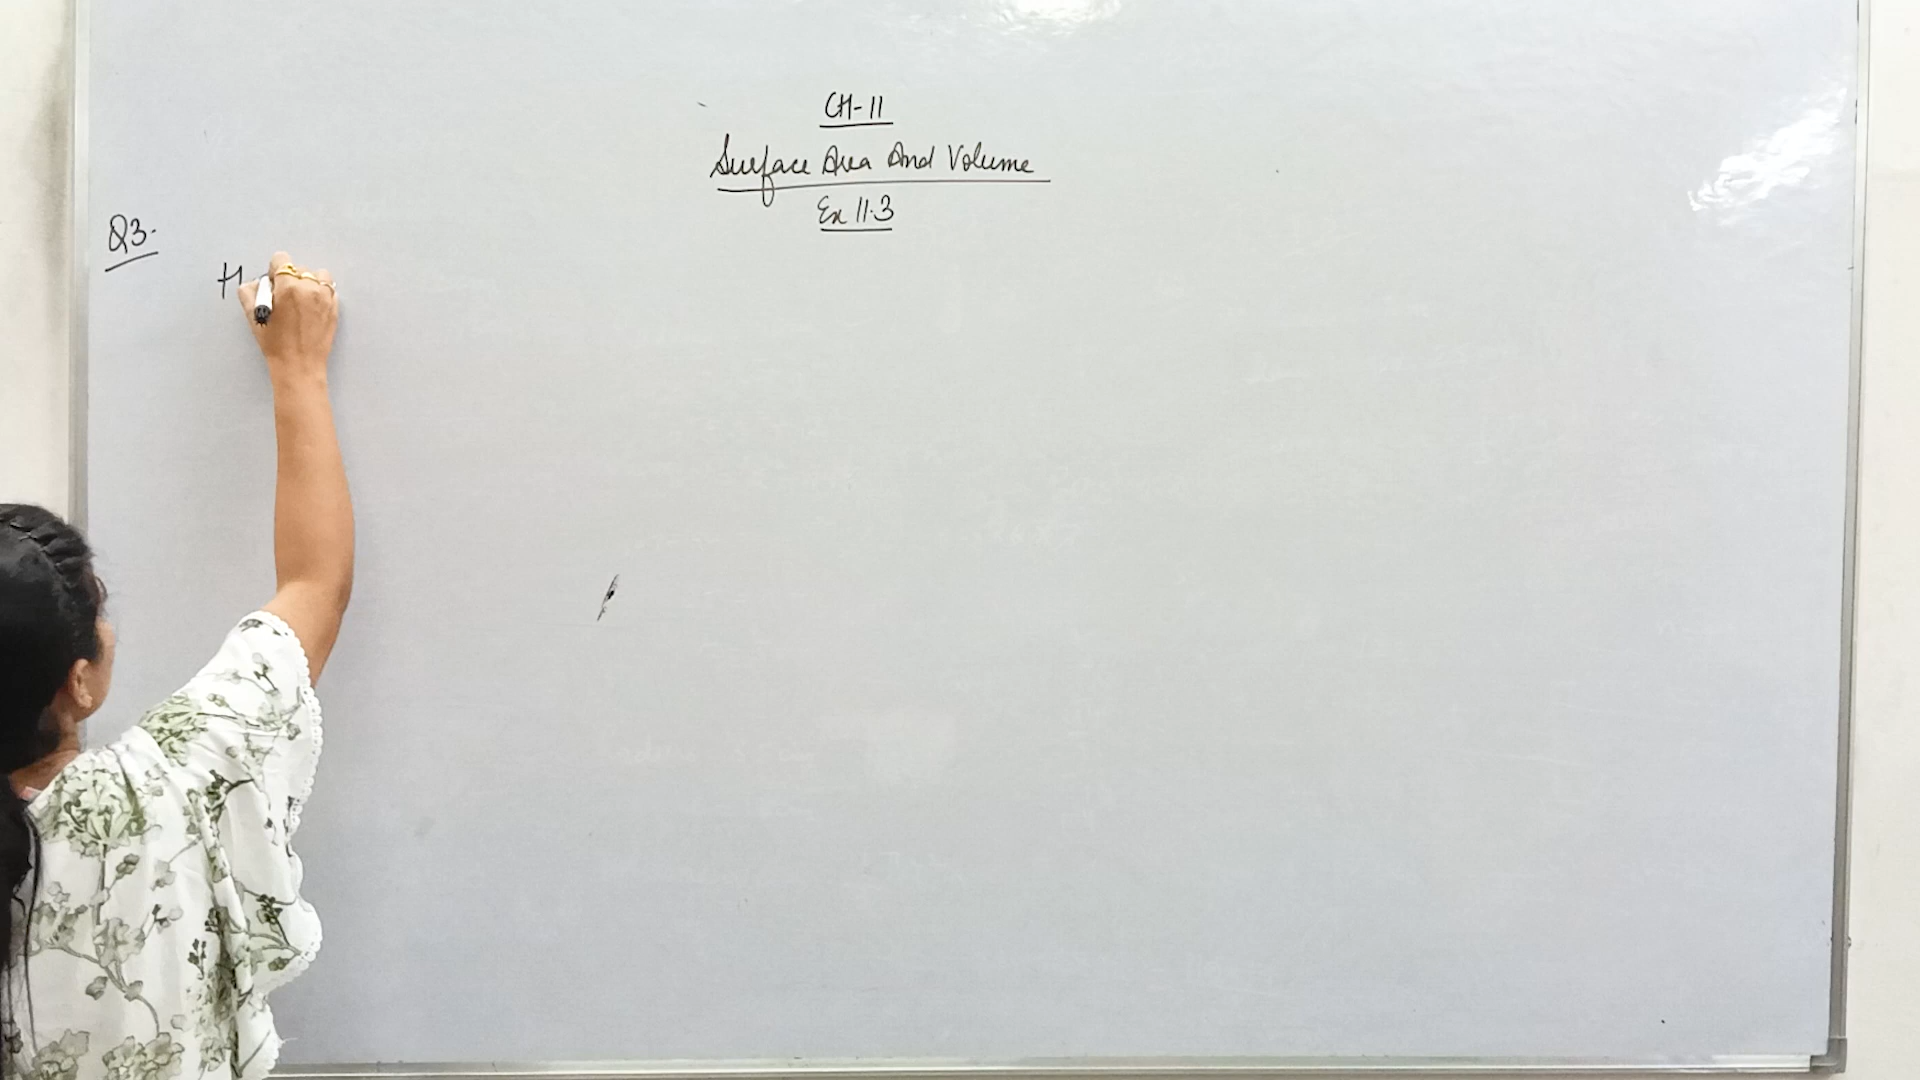 CH-11
Surface Area And Volume
Ex 11.3
Q3.
H